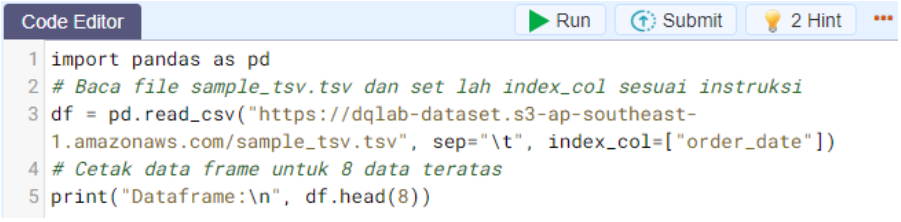 Code Editor
Run
Submit
2 Hint
1 import pandas as pd
2 # Baca file sample_tsv.tsv dan set lah index_col sesuai instruksi
3 df = pd.read_csv("https://dqlab-dataset.s3-ap-southeast-
1.amazonaws.com/sample_tsv.tsv", sep="\t", index_col=["order_date"])
4 # Cetak data frame untuk 8 data teratas
5 print("Dataframe:\n", df.head(8))